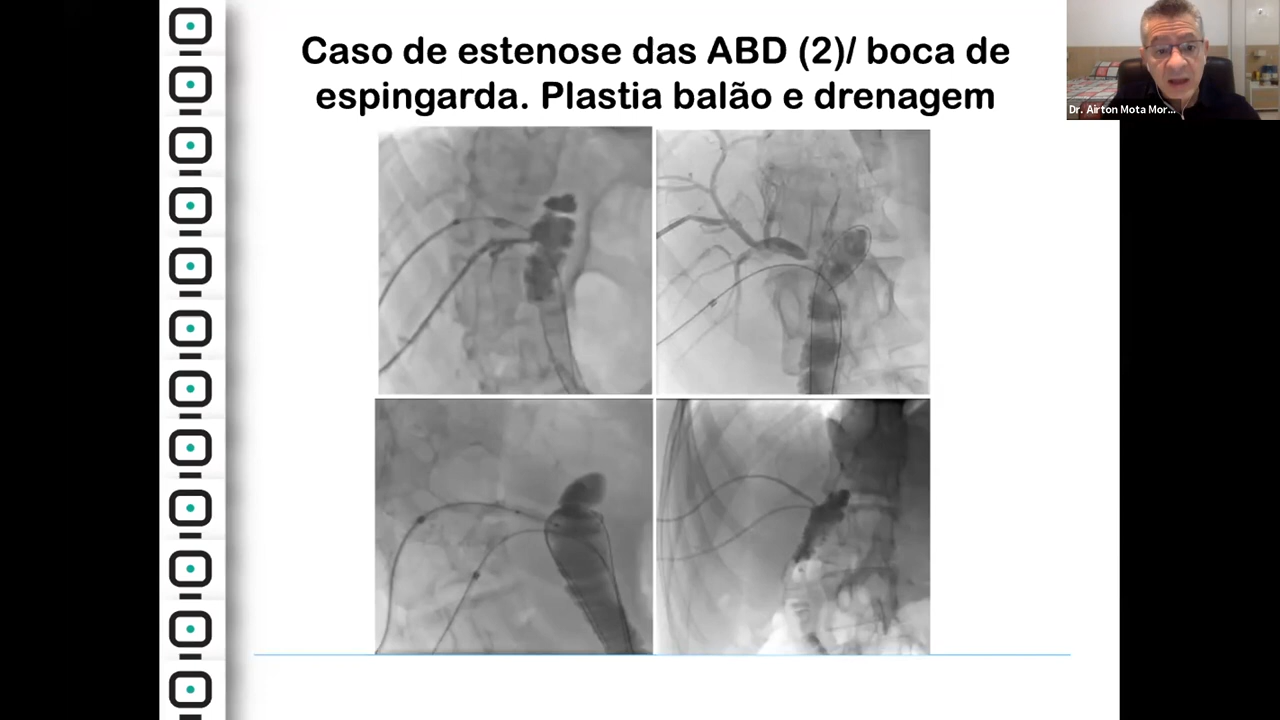 Caso de estenose das ABD (2)/ boca de
espingarda. Plastia balão e drenagem
Dr. Airton Mota Mor...